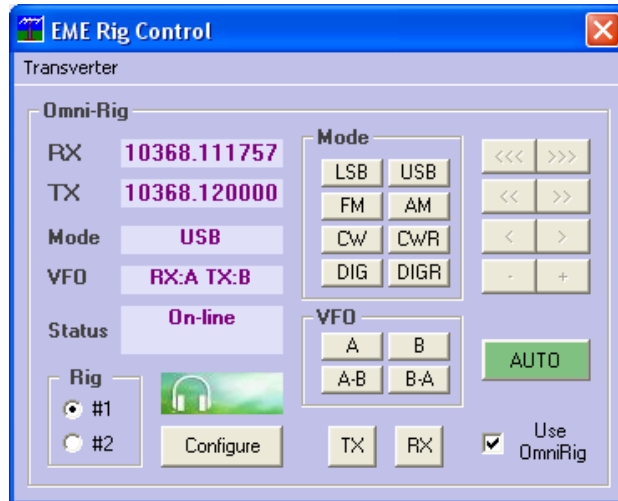 EME Rig Control
Transverter
Omni-Rig
RX 10368.111757
TX 10368.120000
Mode USB
VFO RX:A TX:B
Status On-line
Rig
#1
#2
Configure
Mode
LSB USB
FM AM
CW CWR
DIG DIGR
VFO
A B
A-B B-A
TX RX
<<< >>>
<< >>
< >
- +
AUTO
Use
OmniRig